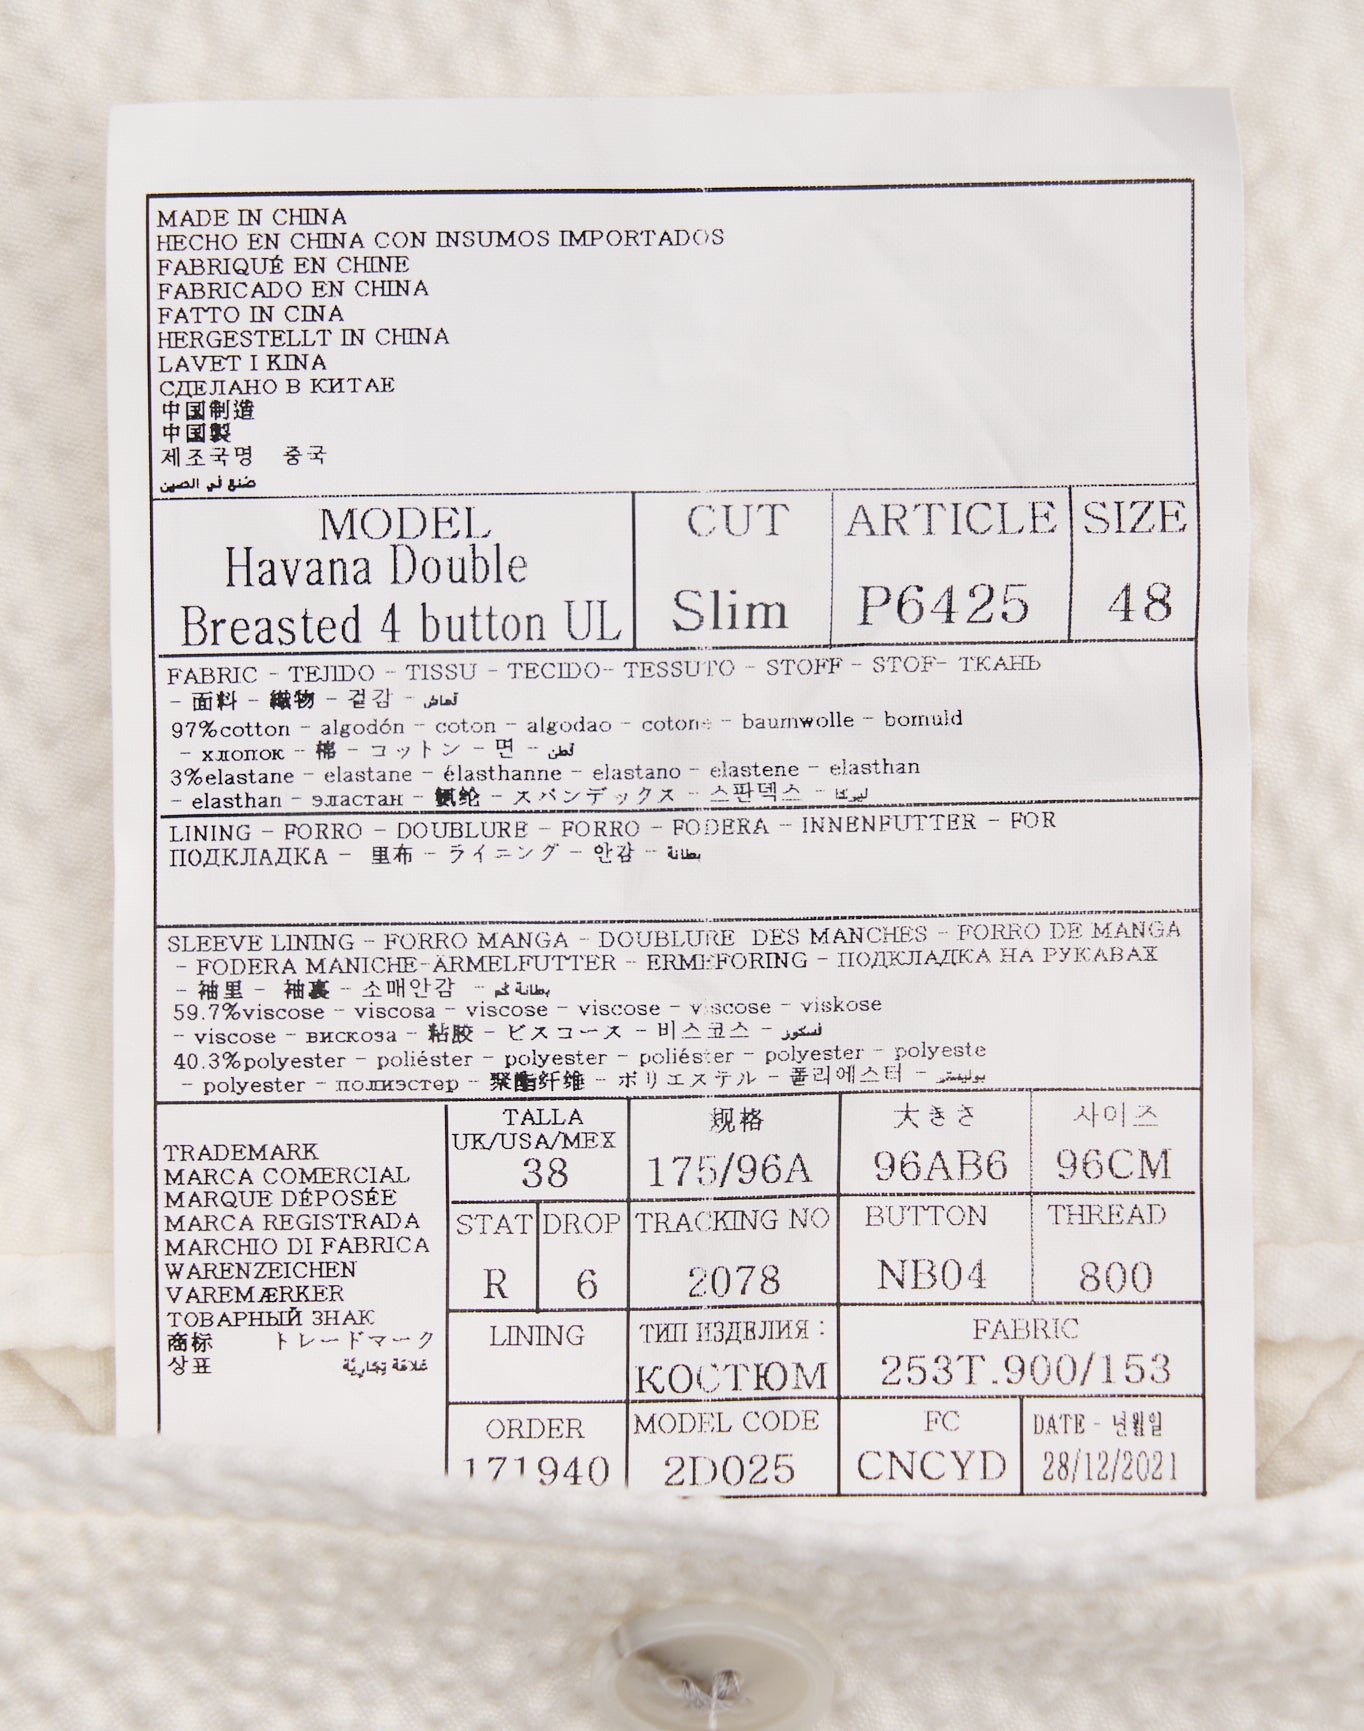 MADE IN CHINA
HECHO EN CHINA CON INSUMOS IMPORTADOS
FABRIQUÉ EN CHINE
FABRICADO EN CHINA
FATTO IN CINA
HERGESTELLT IN CHINA
LAVET I KINA
СДЕЛАНО В КИТАЕ
中国制造
中国製
제조국명 중국
صنع في الصين
MODEL CUT ARTICLE SIZE
Havana Double
Breasted 4 button UL Slim P6425 48
FABRIC - TEJIDO - TISSU - TECIDO- TESSUTO - STOFF - STOF- ТКАНЬ
- 面料 - 織物 - 겉감 - قماش
97%cotton - algodón - coton - algodao - cotone - baumwolle - bomuld
- хлопок - 棉 - コットン - 면 - قطن
3%elastane - elastane - élasthanne - elastano - elastene - elasthan
- elasthan - эластан - 氨纶 - スパンデックス - 스판덱스 - ليركا
LINING - FORRO - DOUBLURE - FORRO - FODERA - INNENFUTTER - FOR
ПОДКЛАДКА - 里布 - ライニング - 안감 - بطانة
SLEEVE LINING - FORRO MANGA - DOUBLURE DES MANCHES - FORRO DE MANGA
- FODERA MANICHE-ÄRMELFUTTER - ERMEFORING - ПОДКЛАДКА НА РУКАВАХ
- 袖里 - 袖裏 - 소매안감 - بطانة كم
59.7%viscose - viscosa - viscose - viscose - viscose - viskose
- viscose - вискоза - 粘胶 - ビスコース - 비스코스 - فسكوز
40.3%polyester - poliéster - polyester - poliéster - polyester - polyeste
- polyester - полиэстер - 聚酯纤维 - ポリエステル - 폴리에스터 - بوليستر
TRADEMARK
MARCA COMERCIAL
MARQUE DÉPOSÉE
MARCA REGISTRADA
MARCHIO DI FABRICA
WARENZEICHEN
VAREMÆRKER
ТОВАРНЫЙ ЗНАК
商标 トレードマーク
상표 علامة تجارية
TALLA 规格 大きさ 사이즈
UK/USA/MEX
38 175/96A 96AB6 96CM
STAT DROP TRACKING NO BUTTON THREAD
R 6 2078 NB04 800
LINING ТИП ИЗДЕЛИЯ: FABRIC
КОСТЮМ 253T.900/153
ORDER MODEL CODE FC DATE - 년월일
171940 2D025 CNCYD 28/12/2021